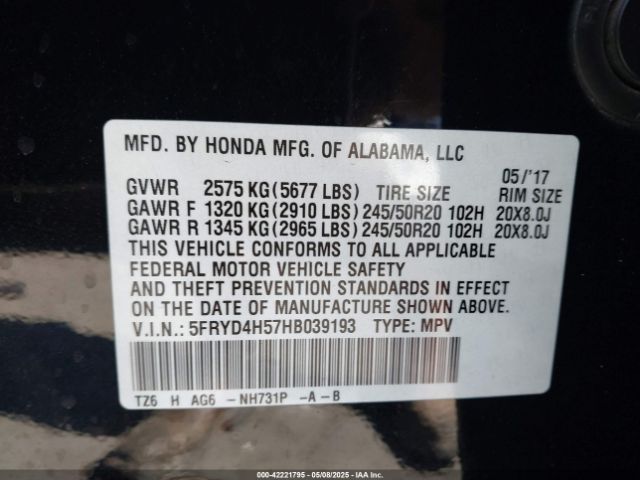 MFD. BY HONDA MFG. OF ALABAMA, LLC
05/'17
GVWR 2575 KG(5677 LBS) TIRE SIZE RIM SIZE
GAWR F 1320 KG(2910 LBS) 245/50R20 102H 20X8.0J
GAWR R 1345 KG(2965 LBS) 245/50R20 102H 20X8.0J
THIS VEHICLE CONFORMS TO ALL APPLICABLE
FEDERAL MOTOR VEHICLE SAFETY
AND THEFT PREVENTION STANDARDS IN EFFECT
ON THE DATE OF MANUFACTURE SHOWN ABOVE.
V.I.N.: 5FRYD4H57HB039193 TYPE: MPV
TZ6 H AG6 -NH731P -A-B
© IAA - 42221795 - 05/08/2025 - IAA Inc.